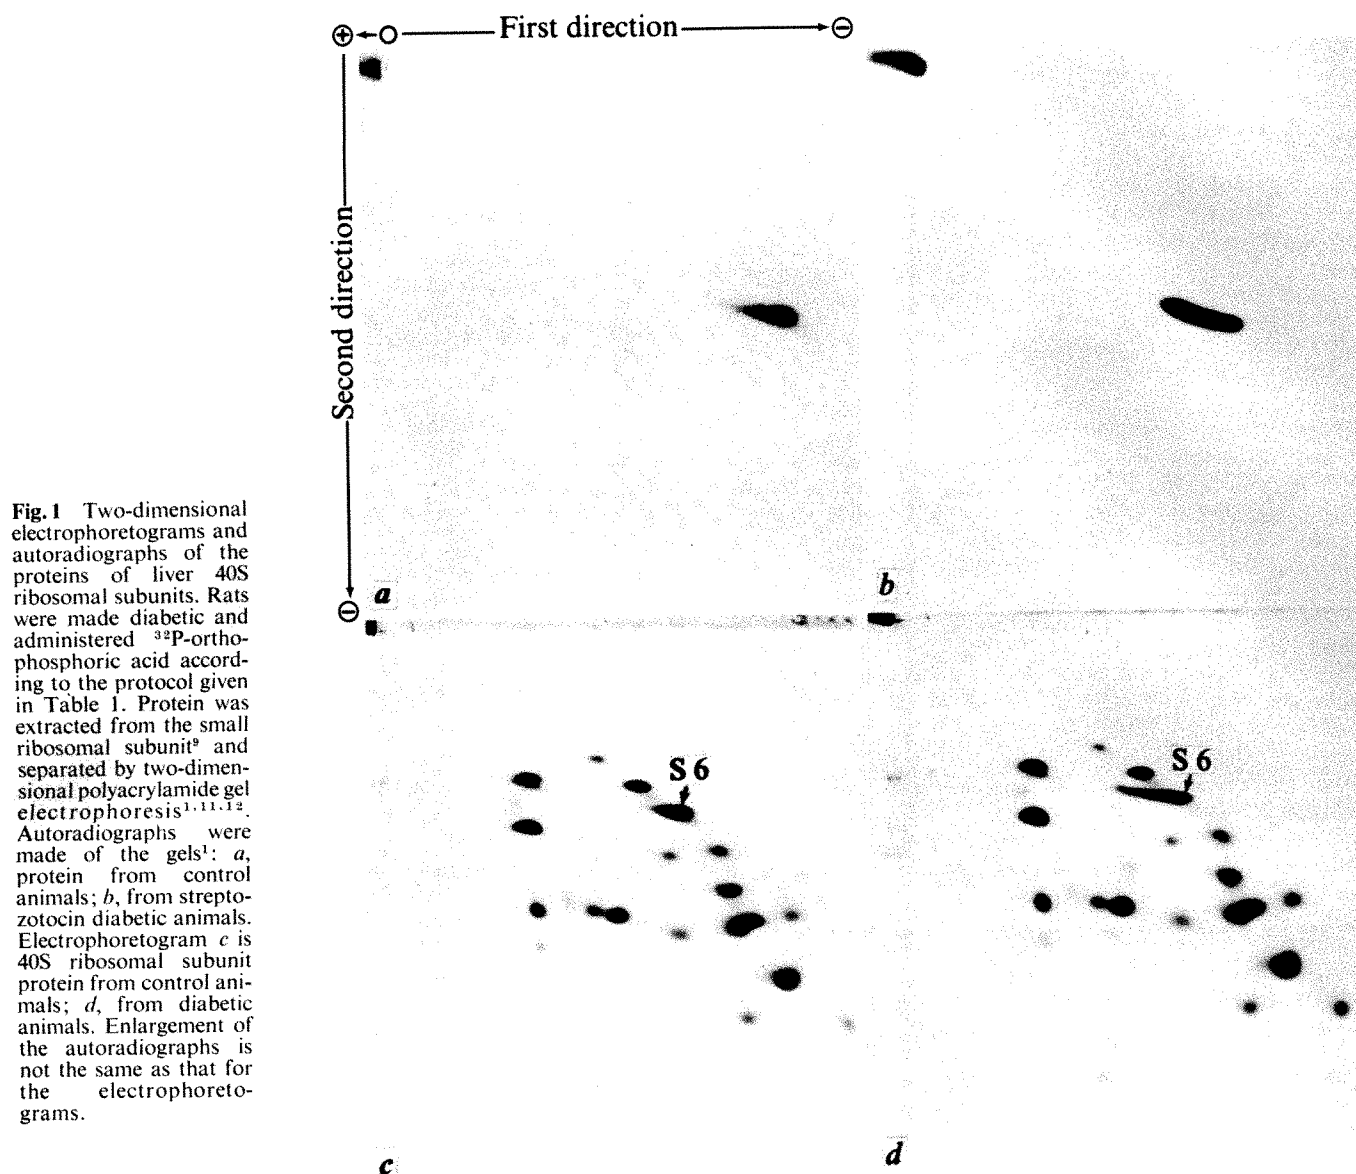 ⊕ ←O First direction → ⊖
Second direction
⊖
a
b
S 6
S 6
c
d
Fig. 1 Two-dimensional
electrophoretograms and
autoradiographs of the
proteins of liver 40S
ribosomal subunits. Rats
were made diabetic and
administered ³²P-ortho-
phosphoric acid accord-
ing to the protocol given
in Table 1. Protein was
extracted from the small
ribosomal subunit⁹ and
separated by two-dimen-
sional polyacrylamide gel
electrophoresis¹·¹¹·¹².
Autoradiographs were
made of the gels¹: a,
protein from control
animals; b, from strepto-
zotocin diabetic animals.
Electrophoretogram c is
40S ribosomal subunit
protein from control ani-
mals; d, from diabetic
animals. Enlargement of
the autoradiographs is
not the same as that for
the electrophoreto-
grams.